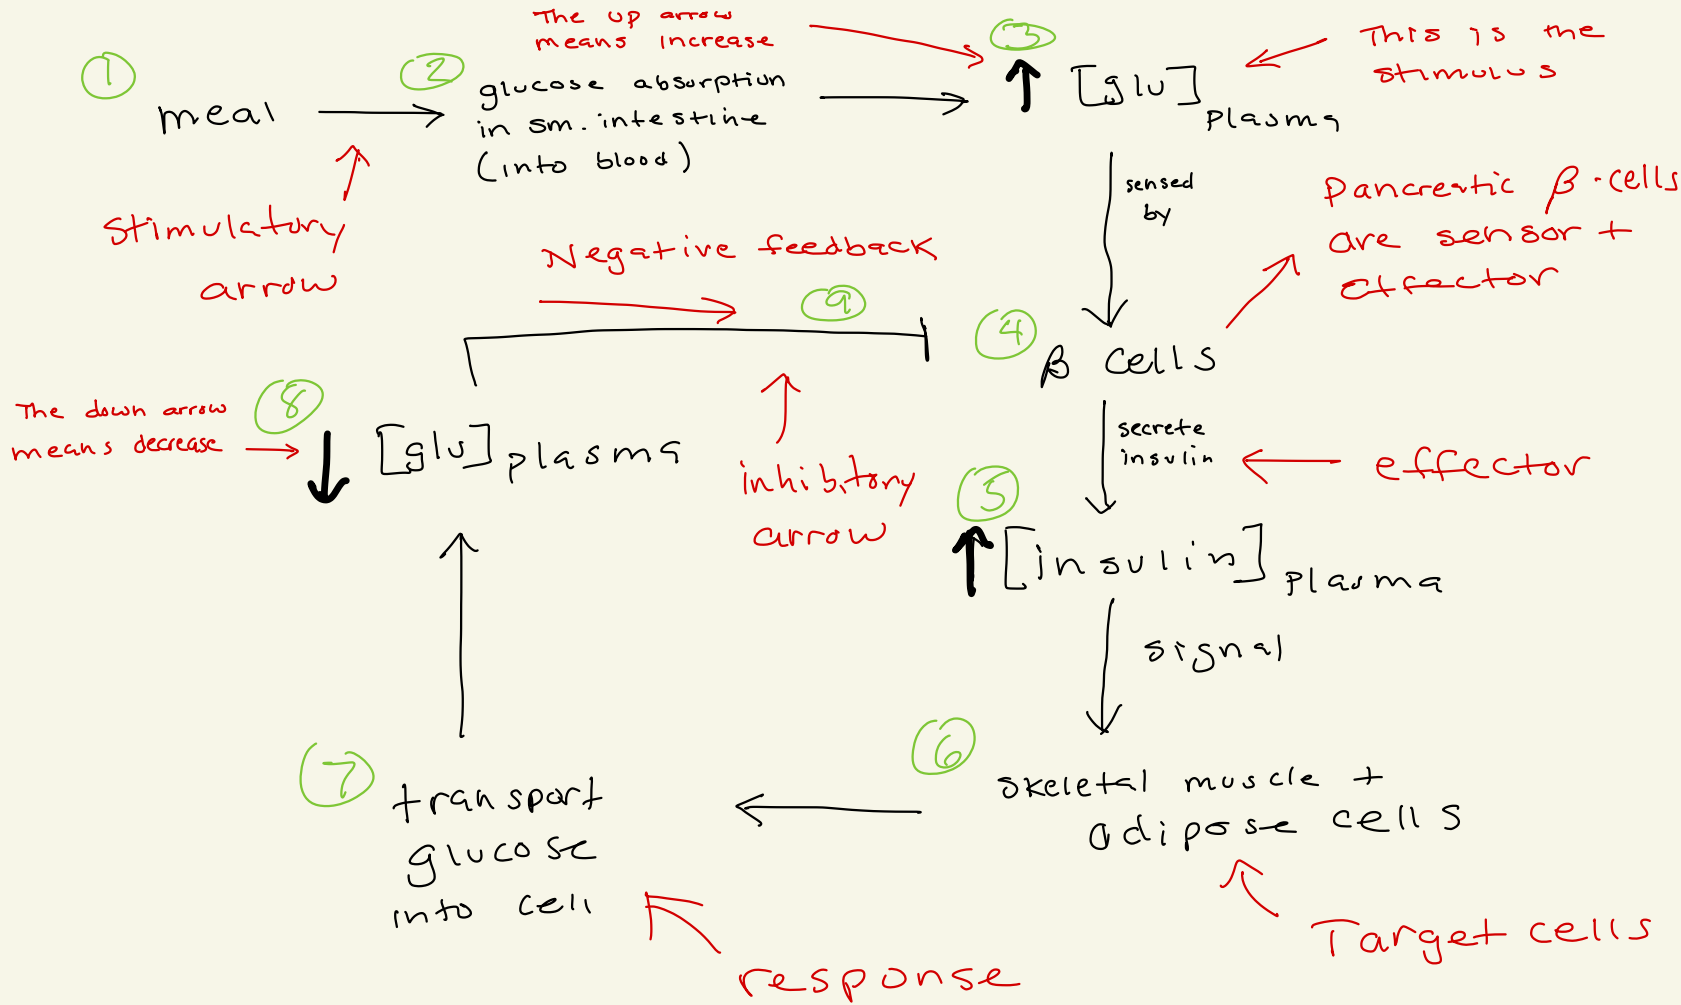 The up arrow
means increase
①
②
③
This is the
stimulus
meal
glucose absorption
in sm. intestine
(into blood)
↑ [glu] plasma
stimulatory
arrow
sensed
by
Pancreatic β-cells
are sensor +
effector
Negative feedback
⑨
④
β cells
The down arrow
means decrease
⑧
↓ [glu] plasma
inhibitory
arrow
secrete
insulin
effector
⑤
↑ [insulin] plasma
signal
⑥
skeletal muscle +
adipose cells
⑦
transport
glucose
into cell
Target cells
response